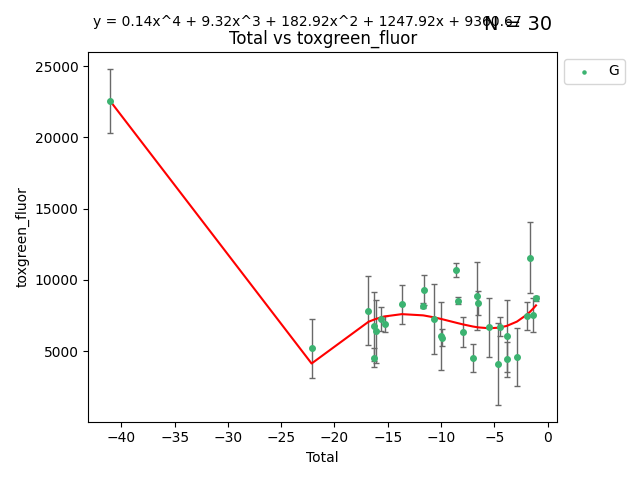 y = 0.14x^4 + 9.32x^3 + 182.92x^2 + 1247.92x + 9360.67
N = 30
Total vs toxgreen_fluor
G
25000
20000
15000
10000
5000
toxgreen_fluor
−40 −35 −30 −25 −20 −15 −10 −5 0
Total